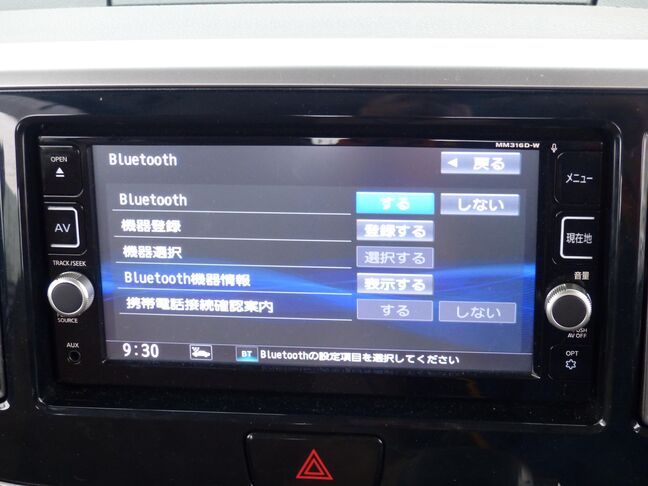 MM316D-W
OPEN
AV
TRACK/SEEK
SOURCE
AUX
Bluetooth
戻る
Bluetooth
する
しない
機器登録
登録する
機器選択
選択する
Bluetooth機器情報
表示する
携帯電話接続確認案内
する
しない
9:30
BT
Bluetoothの設定項目を選択してください
メニュー
現在地
音量
AV OFF
OPT